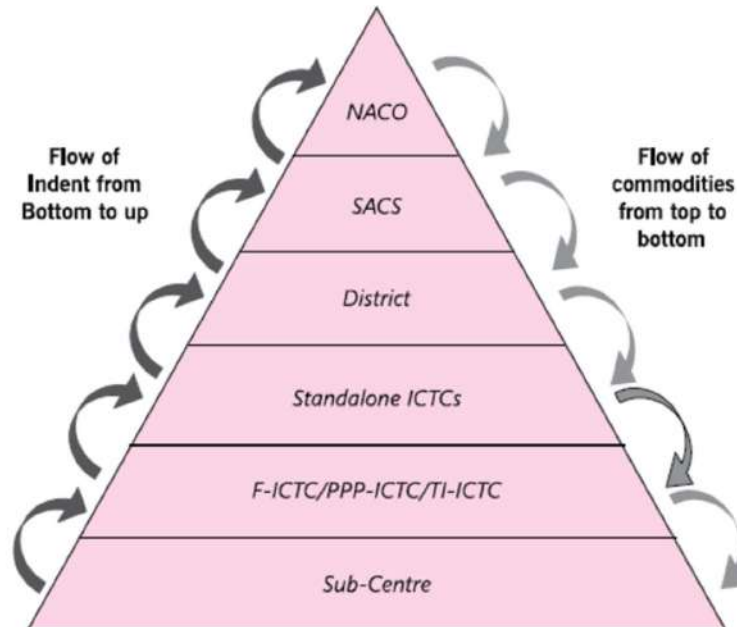 NACO
Flow of
Indent from
Bottom to up
Flow of
commodities
from top to
bottom
SACS
District
Standalone ICTCs
F-ICTC/PPP-ICTC/TI-ICTC
Sub-Centre